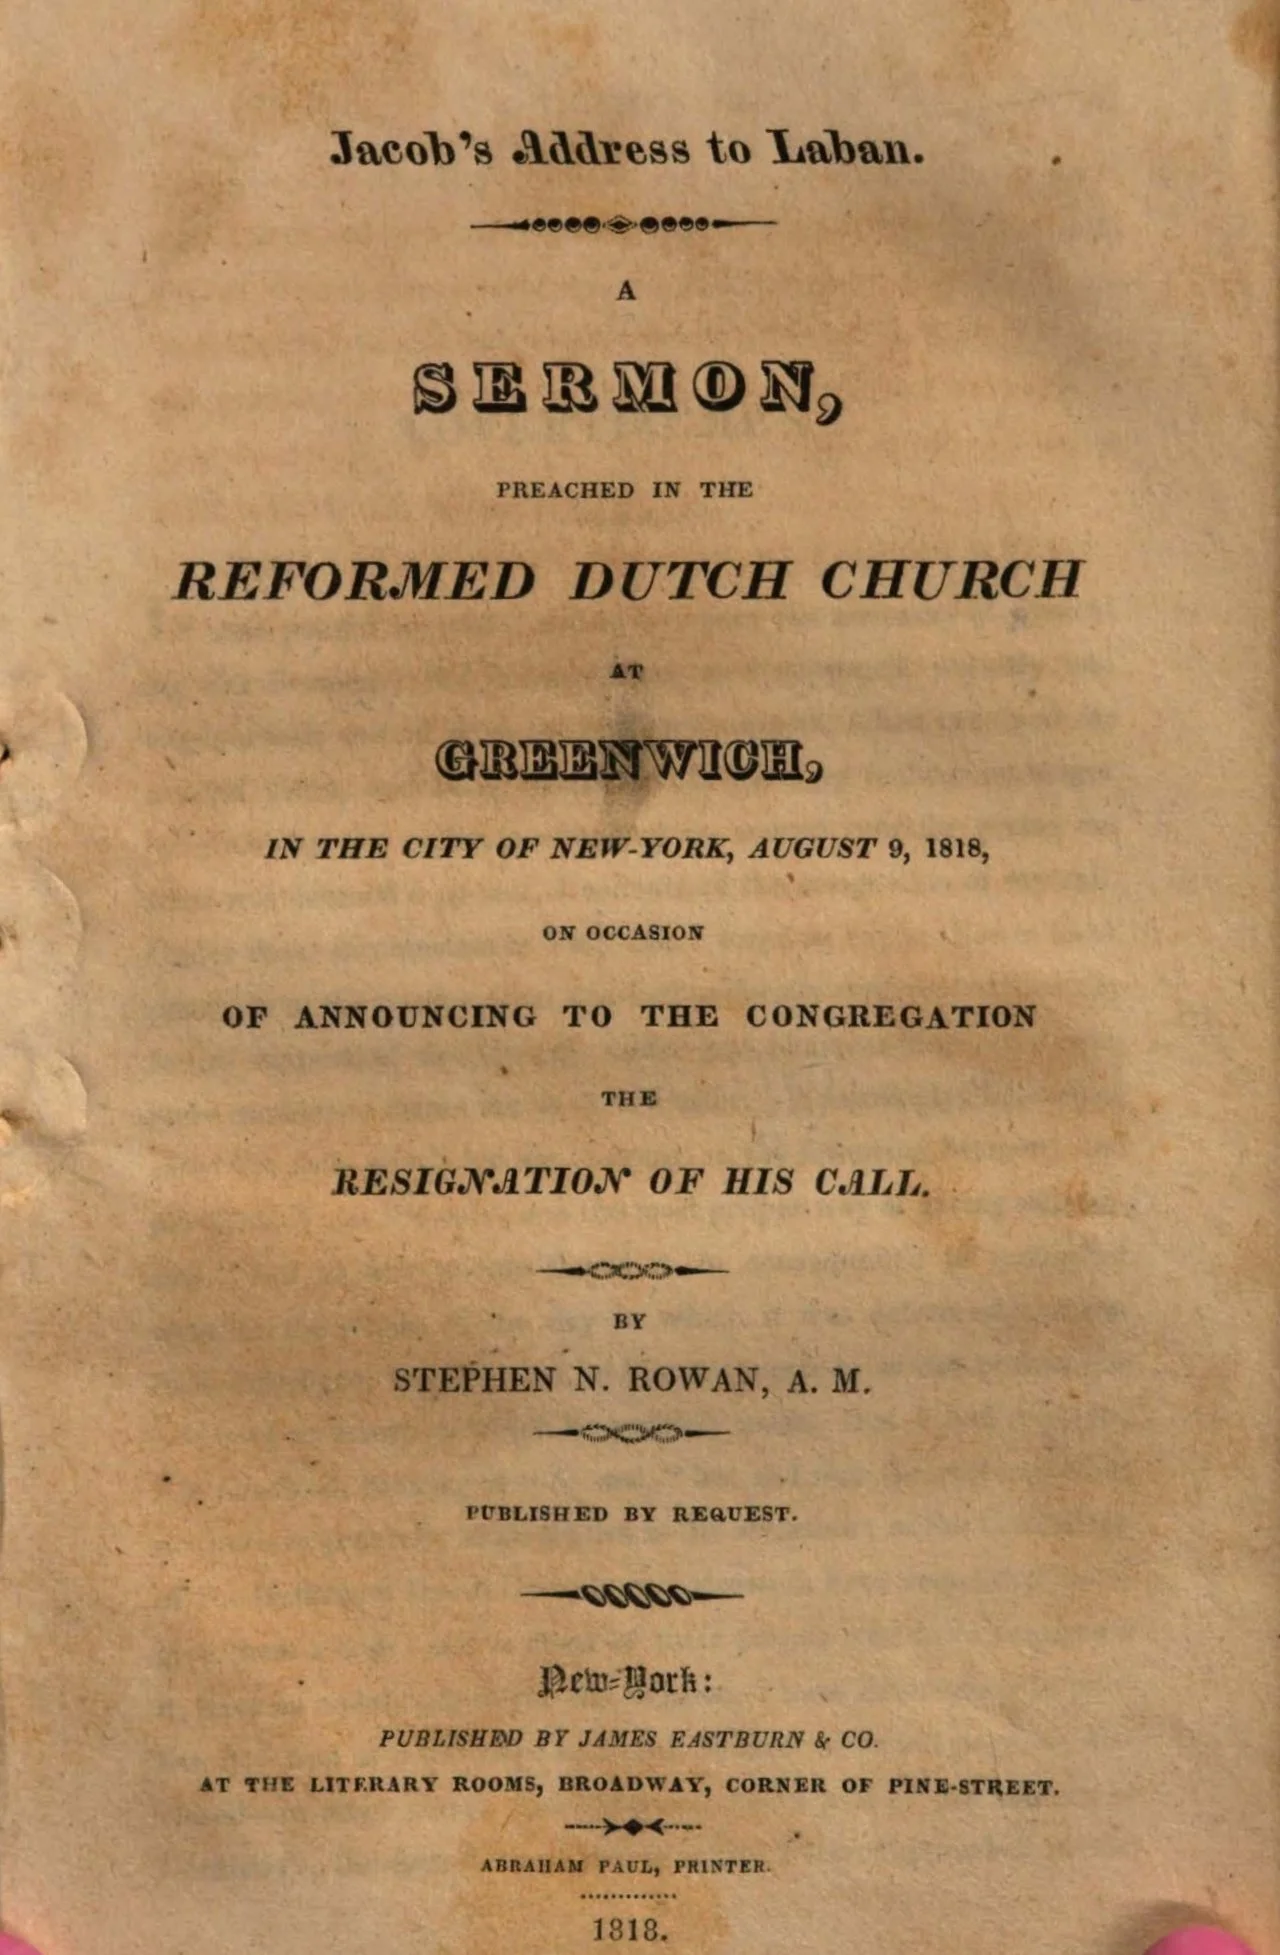 Jacob's Address to Laban.
A
SERMON,
PREACHED IN THE
REFORMED DUTCH CHURCH
AT
GREENWICH,
IN THE CITY OF NEW-YORK, AUGUST 9, 1818,
ON OCCASION
OF ANNOUNCING TO THE CONGREGATION
THE
RESIGNATION OF HIS CALL.
BY
STEPHEN N. ROWAN, A. M.
PUBLISHED BY REQUEST.
New-York:
PUBLISHED BY JAMES EASTBURN & CO.
AT THE LITERARY ROOMS, BROADWAY, CORNER OF PINE-STREET.
ABRAHAM PAUL, PRINTER.
1818.